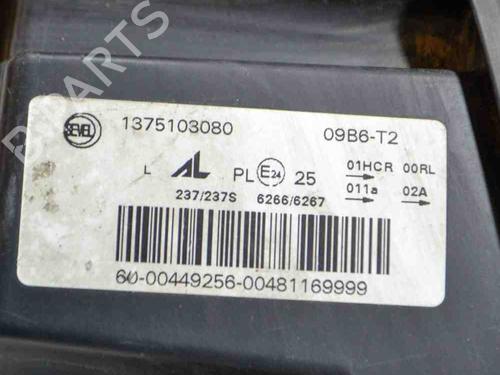 PARTS
SEVEL 1375103080 09B6-T2
L AL PL E24 25 01HCR 00RL
011a 02A
237/237S 6266/6267
60-00449256-00481169999